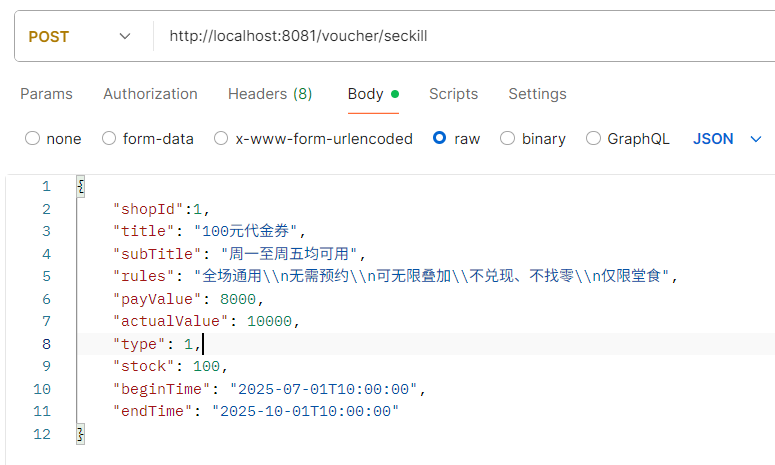 POST http://localhost:8081/voucher/seckill
Params Authorization Headers (8) Body Scripts Settings
none form-data x-www-form-urlencoded raw binary GraphQL JSON
1 {
2 "shopId":1,
3 "title": "100元代金券",
4 "subTitle": "周一至周五均可用",
5 "rules": "全场通用\\n无需预约\\n可无限叠加\\不兑现、不找零\\n仅限堂食",
6 "payValue": 8000,
7 "actualValue": 10000,
8 "type": 1,
9 "stock": 100,
10 "beginTime": "2025-07-01T10:00:00",
11 "endTime": "2025-10-01T10:00:00"
12 }